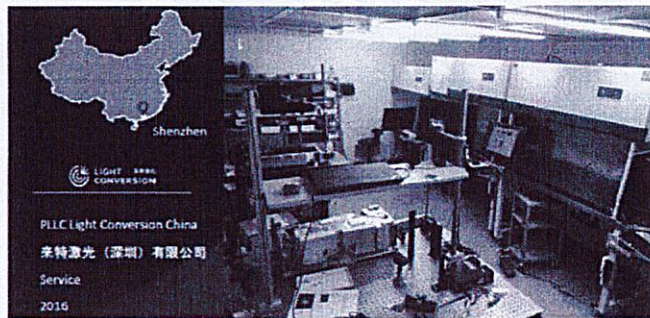 Shenzhen
LIGHT
CONVERSION
PLLC Light Conversion China
来特激光（深圳）有限公司
Service
2016